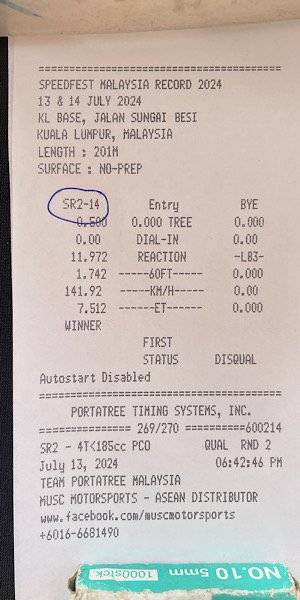 ================================
SPEEDFEST MALAYSIA RECORD 2024
13 & 14 JULY 2024
KL BASE, JALAN SUNGAI BESI
KUALA LUMPUR, MALAYSIA
LENGTH : 201M
SURFACE : NO-PREP
SR2-14 Entry BYE
0.500 0.000 TREE 0.000
0.00 DIAL-IN 0.00
11.972 REACTION -LB3-
1.742 -----60FT------ 0.000
141.92 -----KM/H------ 0.00
7.512 ------ET------- 0.000
WINNER
FIRST
STATUS DISQUAL
Autostart Disabled
================================
PORTATREE TIMING SYSTEMS, INC.
=============== 269/270 ==========600214
SR2 - 4T<185cc PCO QUAL RND 2
July 13, 2024 06:42:46 PM
TEAM PORTATREE MALAYSIA
MUSC MOTORSPORTS - ASEAN DISTRIBUTOR
www.facebook.com/muscmotorsports
+6016-6681490
NO.10 5mm 1000stck.